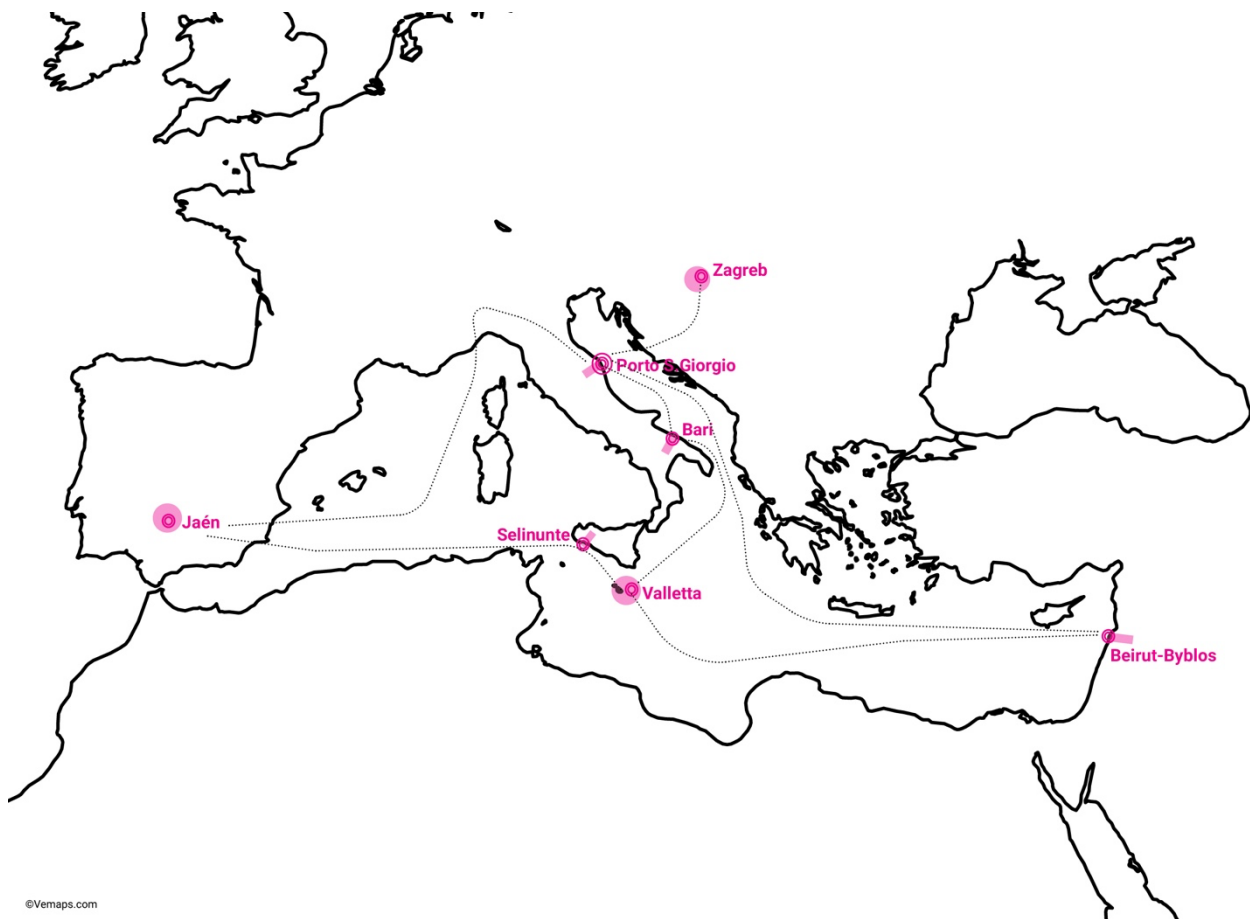 Zagreb
Porto S.Giorgio
Bari
Jaén
Selinunte
Valletta
Beirut-Byblos
©Vemaps.com